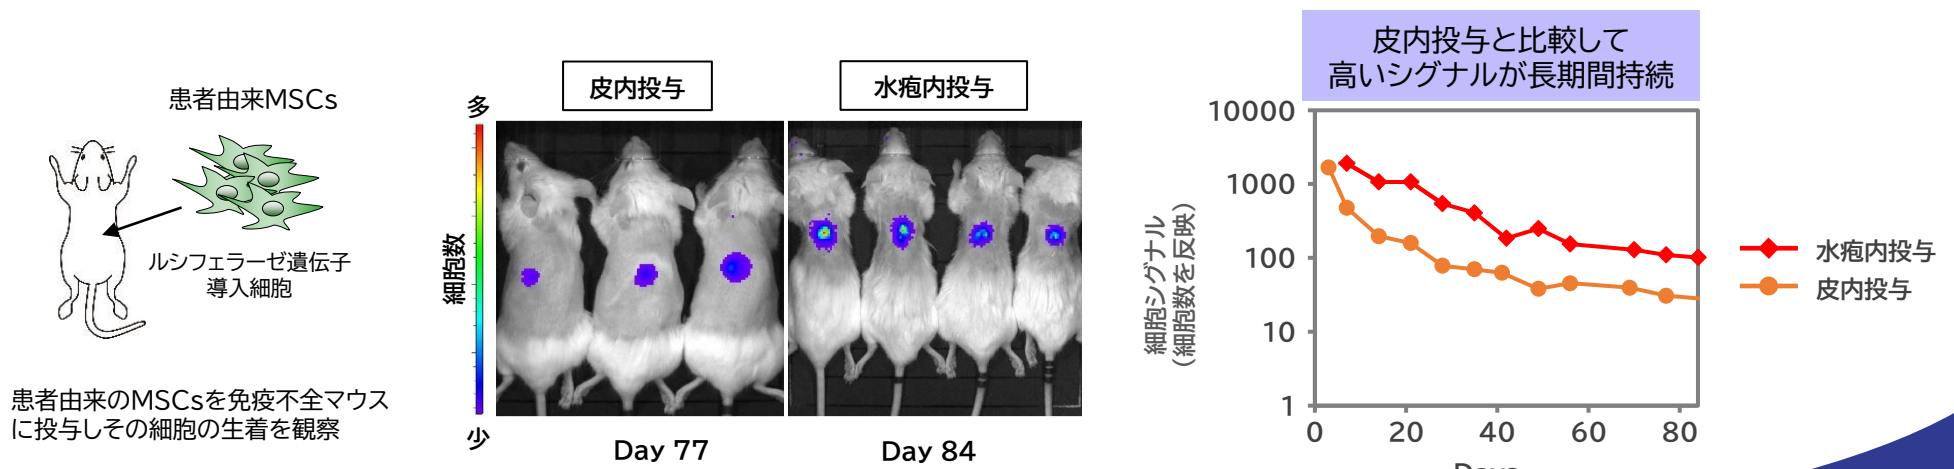 患者由来MSCs
ルシフェラーゼ遺伝子
導入細胞
患者由来のMSCsを免疫不全マウス
に投与しその細胞の生着を観察
多
細胞数
少
皮内投与
水疱内投与
Day 77
Day 84
皮内投与と比較して
高いシグナルが長期間持続
細胞シグナル
(細胞数を反映)
10000
1000
100
10
1
0 20 40 60 80
Days
水疱内投与
皮内投与